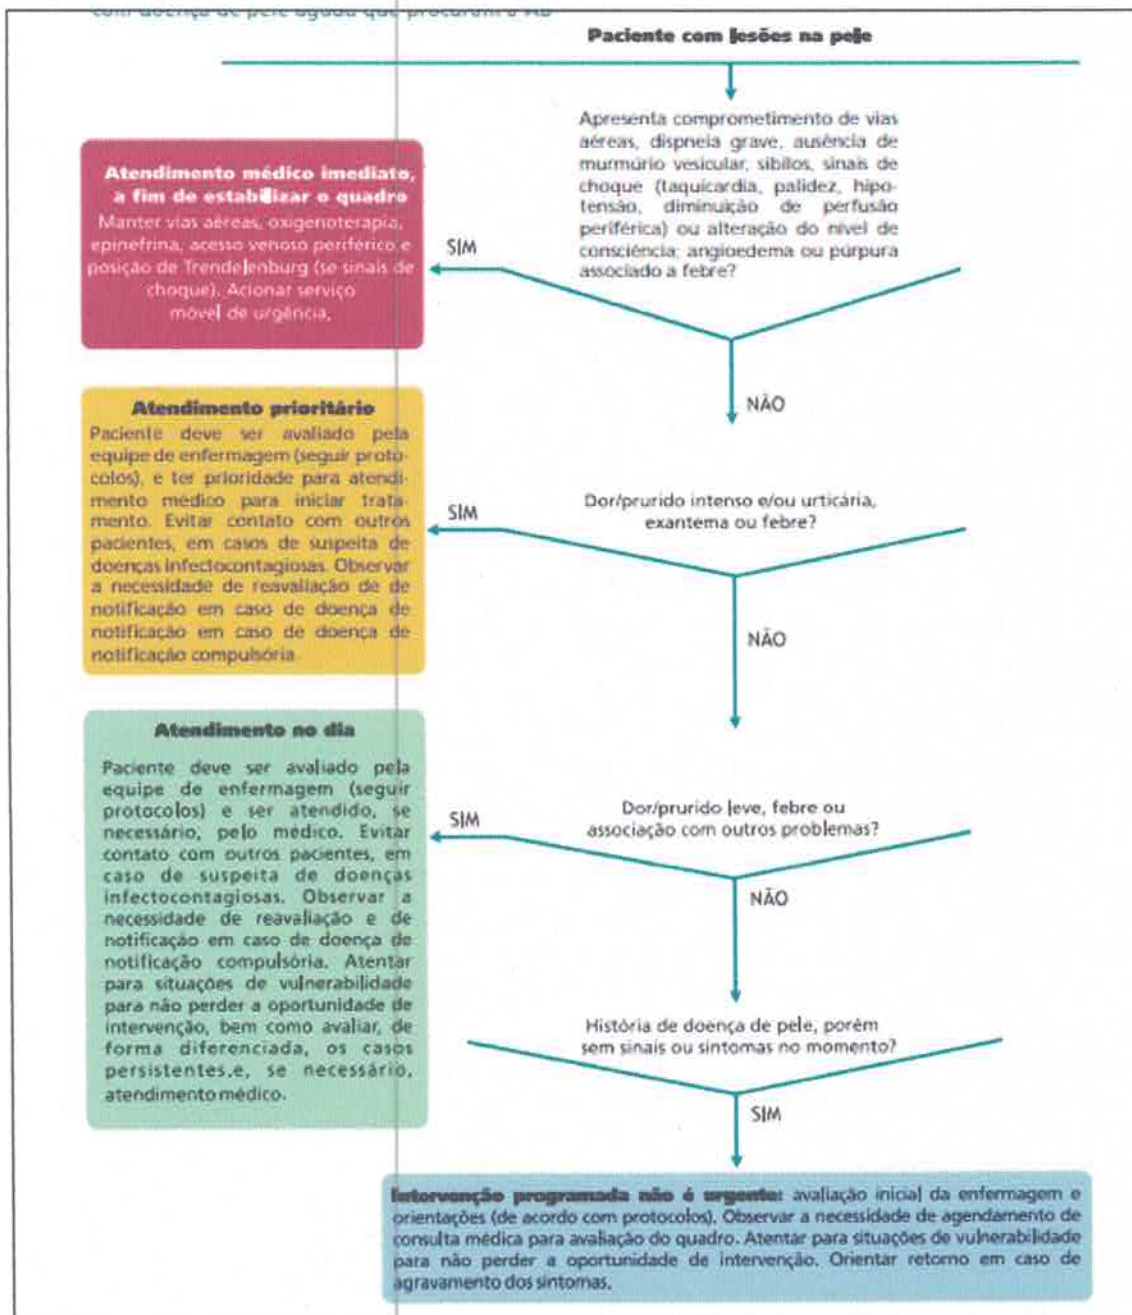 com doença de pele aguda que procuram a AB
Paciente com lesões na pele
Apresenta comprometimento de vias
aéreas, dispneia grave, ausência de
murmúrio vesicular, sibilos, sinais de
choque (taquicardia, palidez, hipo-
tensão, diminuição de perfusão
periférica) ou alteração do nível de
consciência; angioedema ou púrpura
associado a febre?
SIM
Atendimento médico imediato,
a fim de estabilizar o quadro
Manter vias aéreas, oxigenoterapia,
epinefrina, acesso venoso periférico e
posição de Trendelenburg (se sinais de
choque). Acionar serviço
móvel de urgência.
NÃO
Dor/prurido intenso e/ou urticária,
exantema ou febre?
SIM
Atendimento prioritário
Paciente deve ser avaliado pela
equipe de enfermagem (seguir proto-
colos), e ter prioridade para atendi-
mento médico para iniciar trata-
mento. Evitar contato com outros
pacientes, em casos de suspeita de
doenças infectocontagiosas. Observar
a necessidade de reavaliação de de
notificação em caso de doença de
notificação em caso de doença de
notificação compulsória.
NÃO
Dor/prurido leve, febre ou
associação com outros problemas?
SIM
Atendimento no dia
Paciente deve ser avaliado pela
equipe de enfermagem (seguir
protocolos) e ser atendido, se
necessário, pelo médico. Evitar
contato com outros pacientes, em
caso de suspeita de doenças
infectocontagiosas. Observar a
necessidade de reavaliação e de
notificação em caso de doença de
notificação compulsória. Atentar
para situações de vulnerabilidade
para não perder a oportunidade de
intervenção, bem como avaliar, de
forma diferenciada, os casos
persistentes.e, se necessário,
atendimento médico.
NÃO
História de doença de pele, porém
sem sinais ou sintomas no momento?
SIM
Intervenção programada não é urgente: avaliação inicial da enfermagem e
orientações (de acordo com protocolos). Observar a necessidade de agendamento de
consulta médica para avaliação do quadro. Atentar para situações de vulnerabilidade
para não perder a oportunidade de intervenção. Orientar retorno em caso de
agravamento dos sintomas.